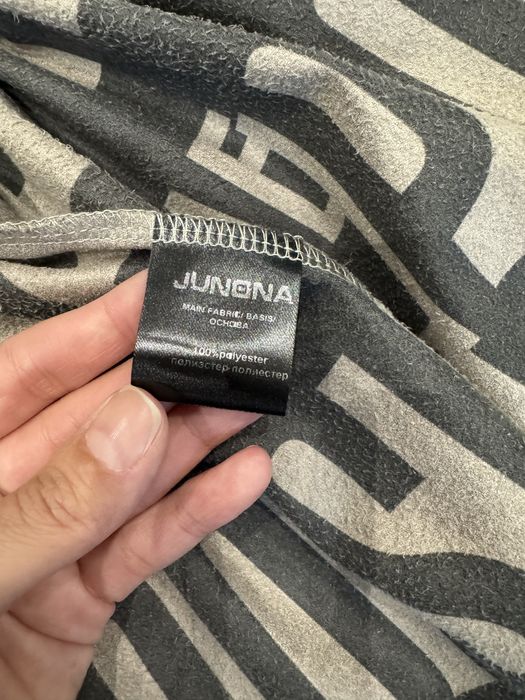 JUNONA
MAIN FABRIC/ BASIS/
ОСНОВА
100% polyester
полиэстер полиестер